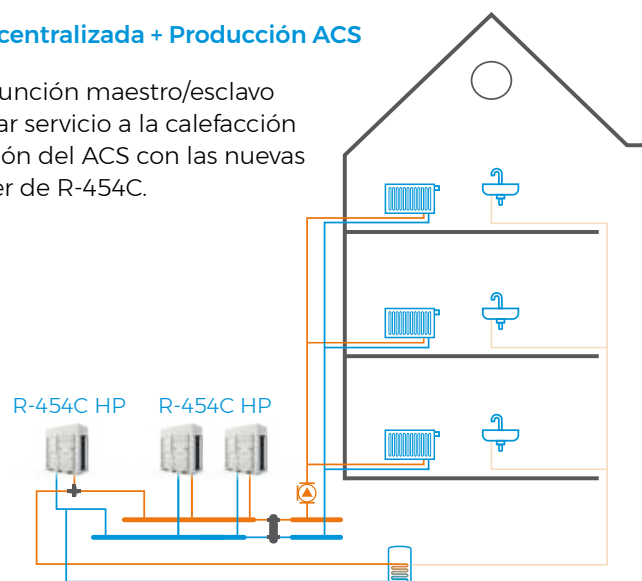 centralizada + Producción ACS
unción maestro/esclavo
ar servicio a la calefacción
ión del ACS con las nuevas
er de R-454C.
R-454C HP R-454C HP